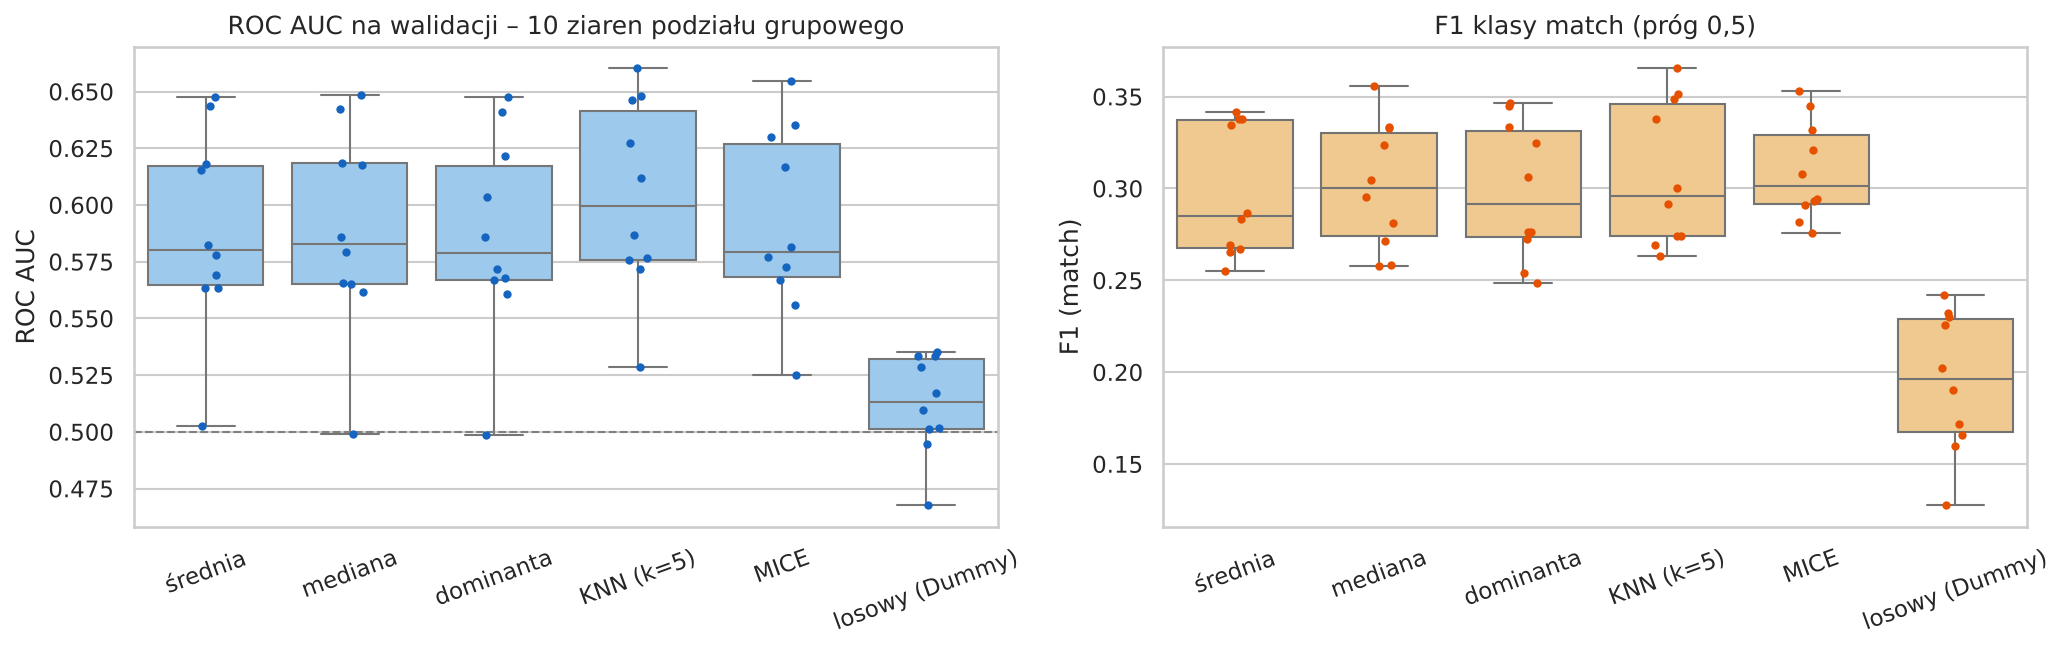 ROC AUC na walidacji – 10 ziaren podziału grupowego
ROC AUC
0.650
0.625
0.600
0.575
0.550
0.525
0.500
0.475
średnia
mediana
dominanta
KNN (k=5)
MICE
losowy (Dummy)
F1 klasy match (próg 0,5)
F1 (match)
0.35
0.30
0.25
0.20
0.15
średnia
mediana
dominanta
KNN (k=5)
MICE
losowy (Dummy)